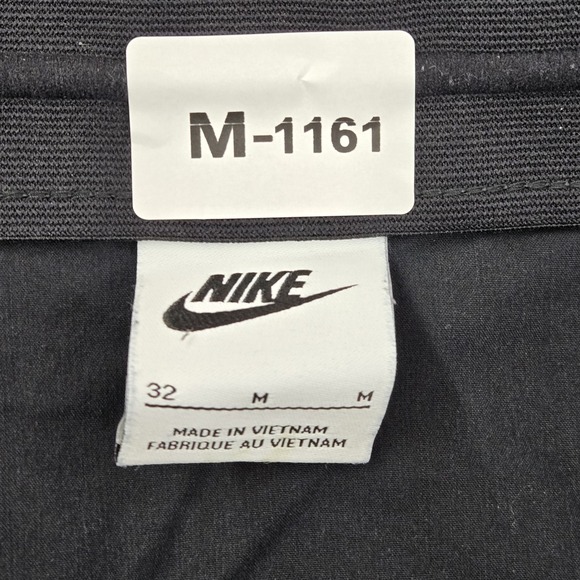 M-1161
NIKE
32 M M
MADE IN VIETNAM
FABRIQUE AU VIETNAM